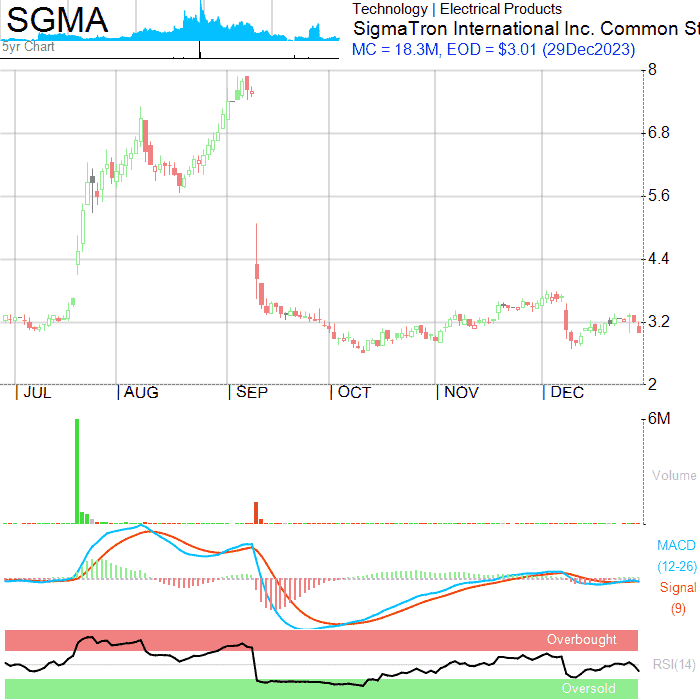 SGMA
5yr Chart
Technology | Electrical Products
SigmaTron International Inc. Common St
MC = 18.3M, EOD = $3.01 (29Dec2023)
8
6.8
5.6
4.4
3.2
2
JUL AUG SEP OCT NOV DEC
6M
Volume
MACD
(12-26)
Signal
(9)
Overbought
RSI(14)
Oversold